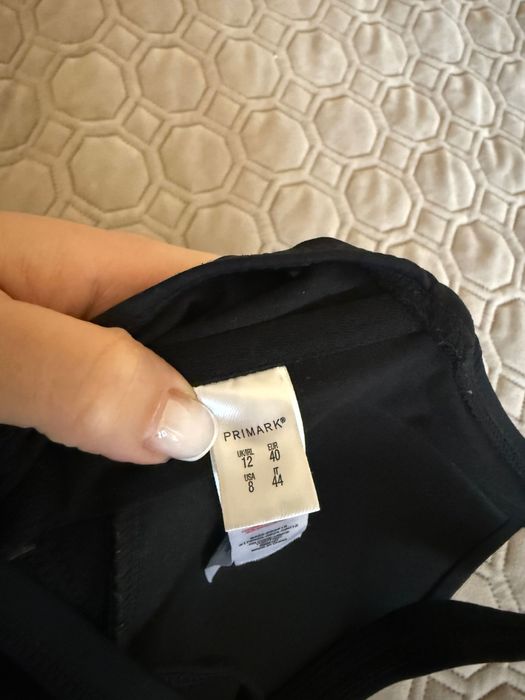 PRIMARK®
UK/IRL EUR
12 40
USA IT
8 44